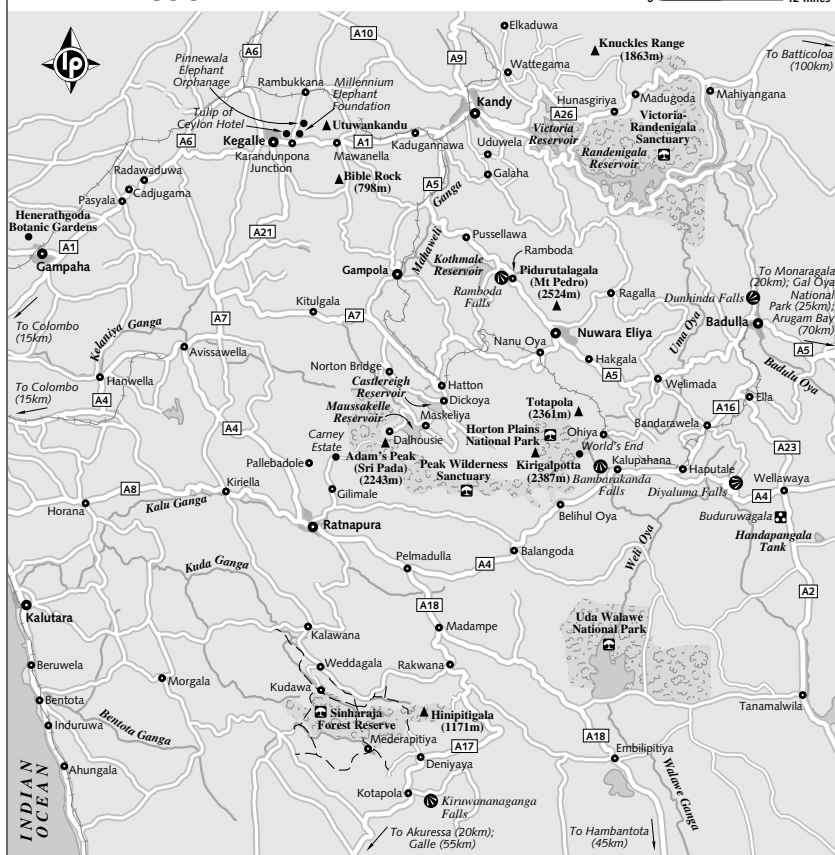 12 miles
lp
A10
Elkaduwa
A6
A9
Knuckles Range
(1863m)
To Batticoloa
(100km)
Pinnewala
Elephant
Orphanage
Rambukkana
Millennium
Elephant
Foundation
Wattegama
Hunasgiriya
Madugoda
Mahiyangana
Tulip of
Ceylon Hotel
Utuwankandu
Kandy
A26
Victoria
Reservoir
Victoria-
Randenigala
Sanctuary
Randenigala
Reservoir
A6
Kegalle
A1
Karandunpona
Junction
Mawanella
Kadugannawa
Uduwela
Galaha
Bible Rock
(798m)
A5
Mahaweli Ganga
Radawaduwa
Cadjugama
Pasyala
Henerathgoda
Botanic Gardens
A1
Gampaha
A21
Pussellawa
Ramboda
Kothmale
Reservoir
Gampola
Ramboda
Falls
Pidurutalagala
(Mt Pedro)
(2524m)
Ragalla
Dunhinda Falls
To Monaragala
(20km); Gal Oya
National
Park (25km);
Arugam Bay
(70km)
Badulla
To Colombo
(15km)
Kelaniya Ganga
A7
Kitulgala
A7
Nuwara Eliya
Uma Oya
Nanu Oya
Hakgala
A5
A5
Badulu Oya
Avissawella
Hanwella
To Colombo
(15km)
A4
Norton Bridge
Castlereigh
Reservoir
Hatton
Dickoya
Welimada
Ella
Maussakelle
Reservoir
Maskeliya
Totapola
(2361m)
A16
Bandarawela
A4
Carney
Estate
Dalhousie
Horton Plains
National Park
Ohiya
World's End
A23
Pallebadole
Adam's Peak
(Sri Pada)
(2243m)
Peak Wilderness
Sanctuary
Kirigalpotta
(2387m)
Kalupahana
Bambarakanda
Falls
Haputale
Wellawaya
Diyaluma Falls
A4
A8
Kiriella
Gilimale
Horana
Kalu Ganga
Belihul Oya
Buduruwagala
Handapangala
Tank
Ratnapura
Weli Oya
Balangoda
Kuda Ganga
Pelmadulla
A4
A2
A18
Kalutara
Uda Walawe
National Park
Kalawana
Madampe
Weddagala
Rakwana
Beruwela
Morgala
Kudawa
Tanamalwila
Bentota
Induruwa
Bentota Ganga
Sinharaja
Forest Reserve
Hinipitigala
(1171m)
A18
Embilipitiya
Mederapitiya
A17
Ahungala
Deniyaya
Walawe Ganga
INDIAN
OCEAN
Kotapola
Kiruwananaganga
Falls
To Akuressa (20km);
Galle (55km)
To Hambantota
(45km)